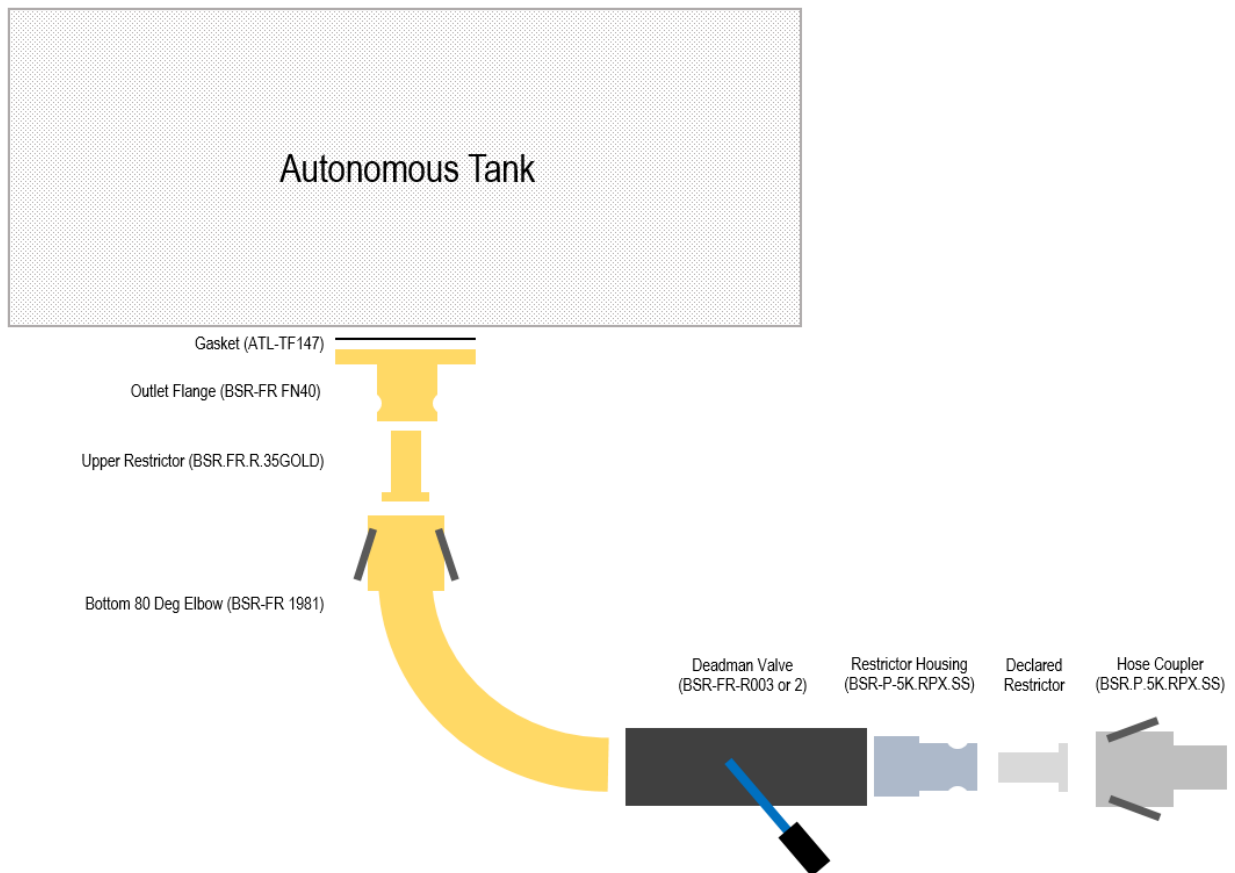 Autonomous Tank
Gasket (ATL-TF147)
Outlet Flange (BSR-FR FN40)
Upper Restrictor (BSR.FR.R.35GOLD)
Bottom 80 Deg Elbow (BSR-FR 1981)
Deadman Valve
(BSR-FR-R003 or 2)
Restrictor Housing
(BSR-P-5K.RPX.SS)
Declared
Restrictor
Hose Coupler
(BSR.P.5K.RPX.SS)